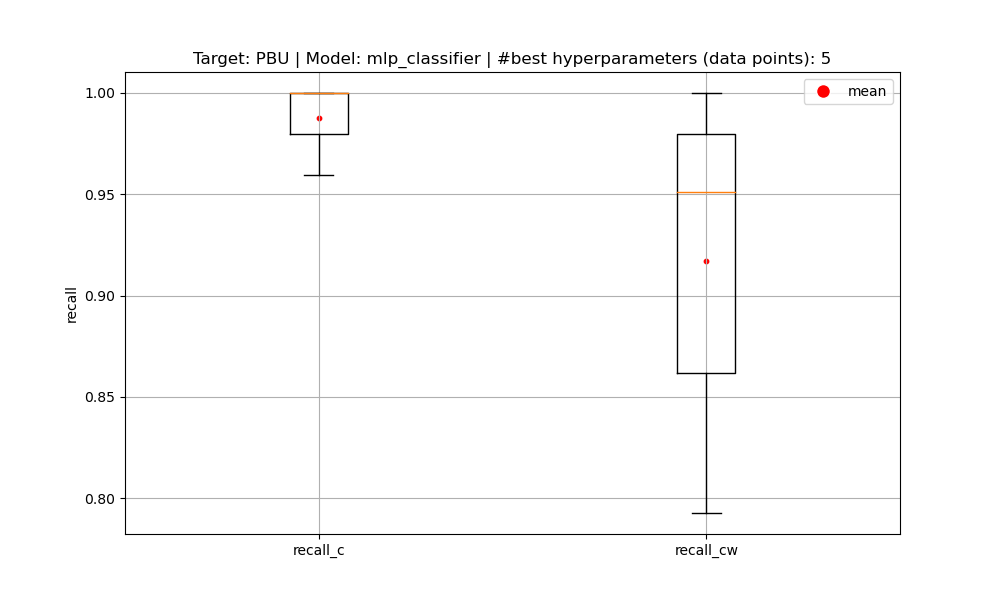 Target: PBU | Model: mlp_classifier | #best hyperparameters (data points): 5
mean
recall
1.00
0.95
0.90
0.85
0.80
recall_c
recall_cw